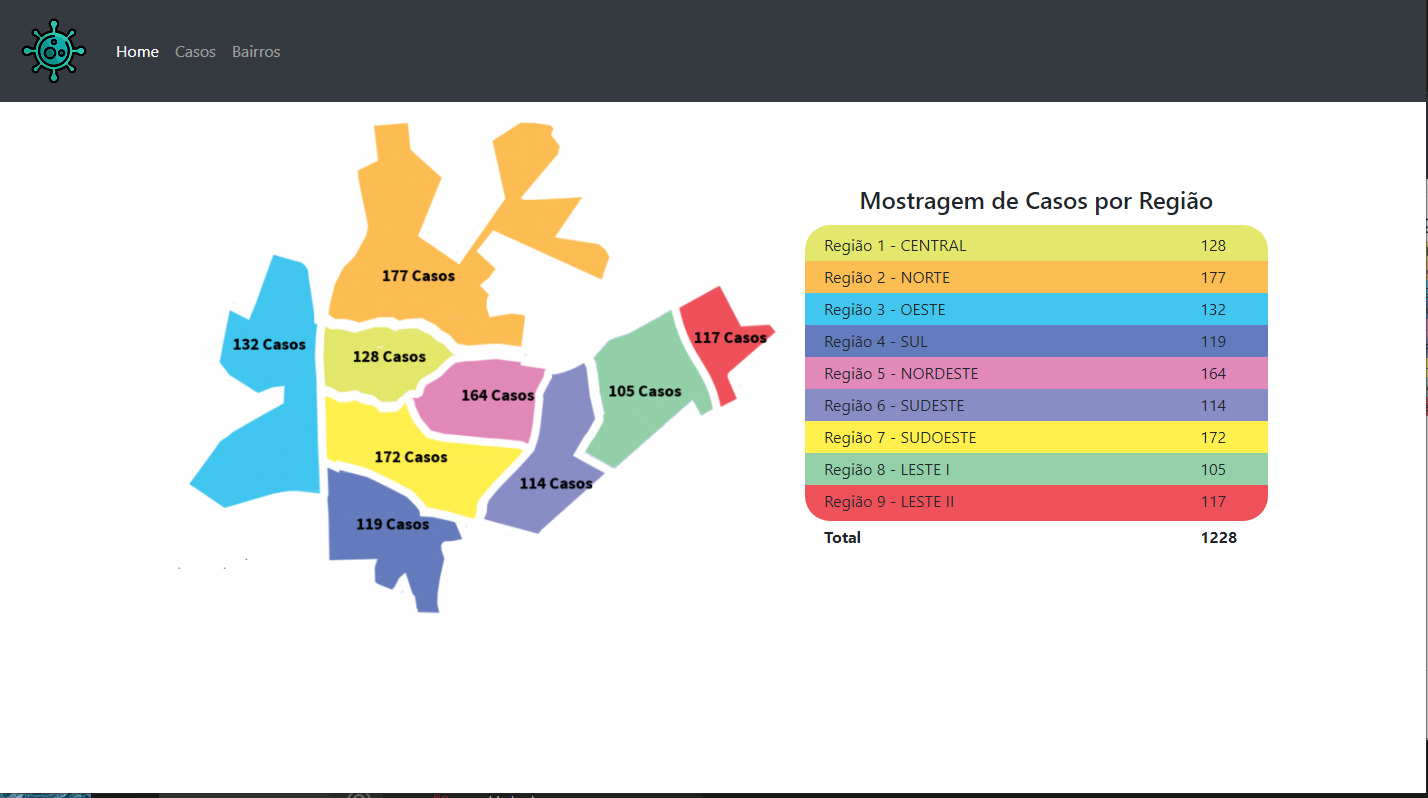 Home Casos Bairros
177 Casos
132 Casos
128 Casos
117 Casos
164 Casos
105 Casos
172 Casos
114 Casos
119 Casos
Mostragem de Casos por Região
Região 1 - CENTRAL 128
Região 2 - NORTE 177
Região 3 - OESTE 132
Região 4 - SUL 119
Região 5 - NORDESTE 164
Região 6 - SUDESTE 114
Região 7 - SUDOESTE 172
Região 8 - LESTE I 105
Região 9 - LESTE II 117
Total 1228